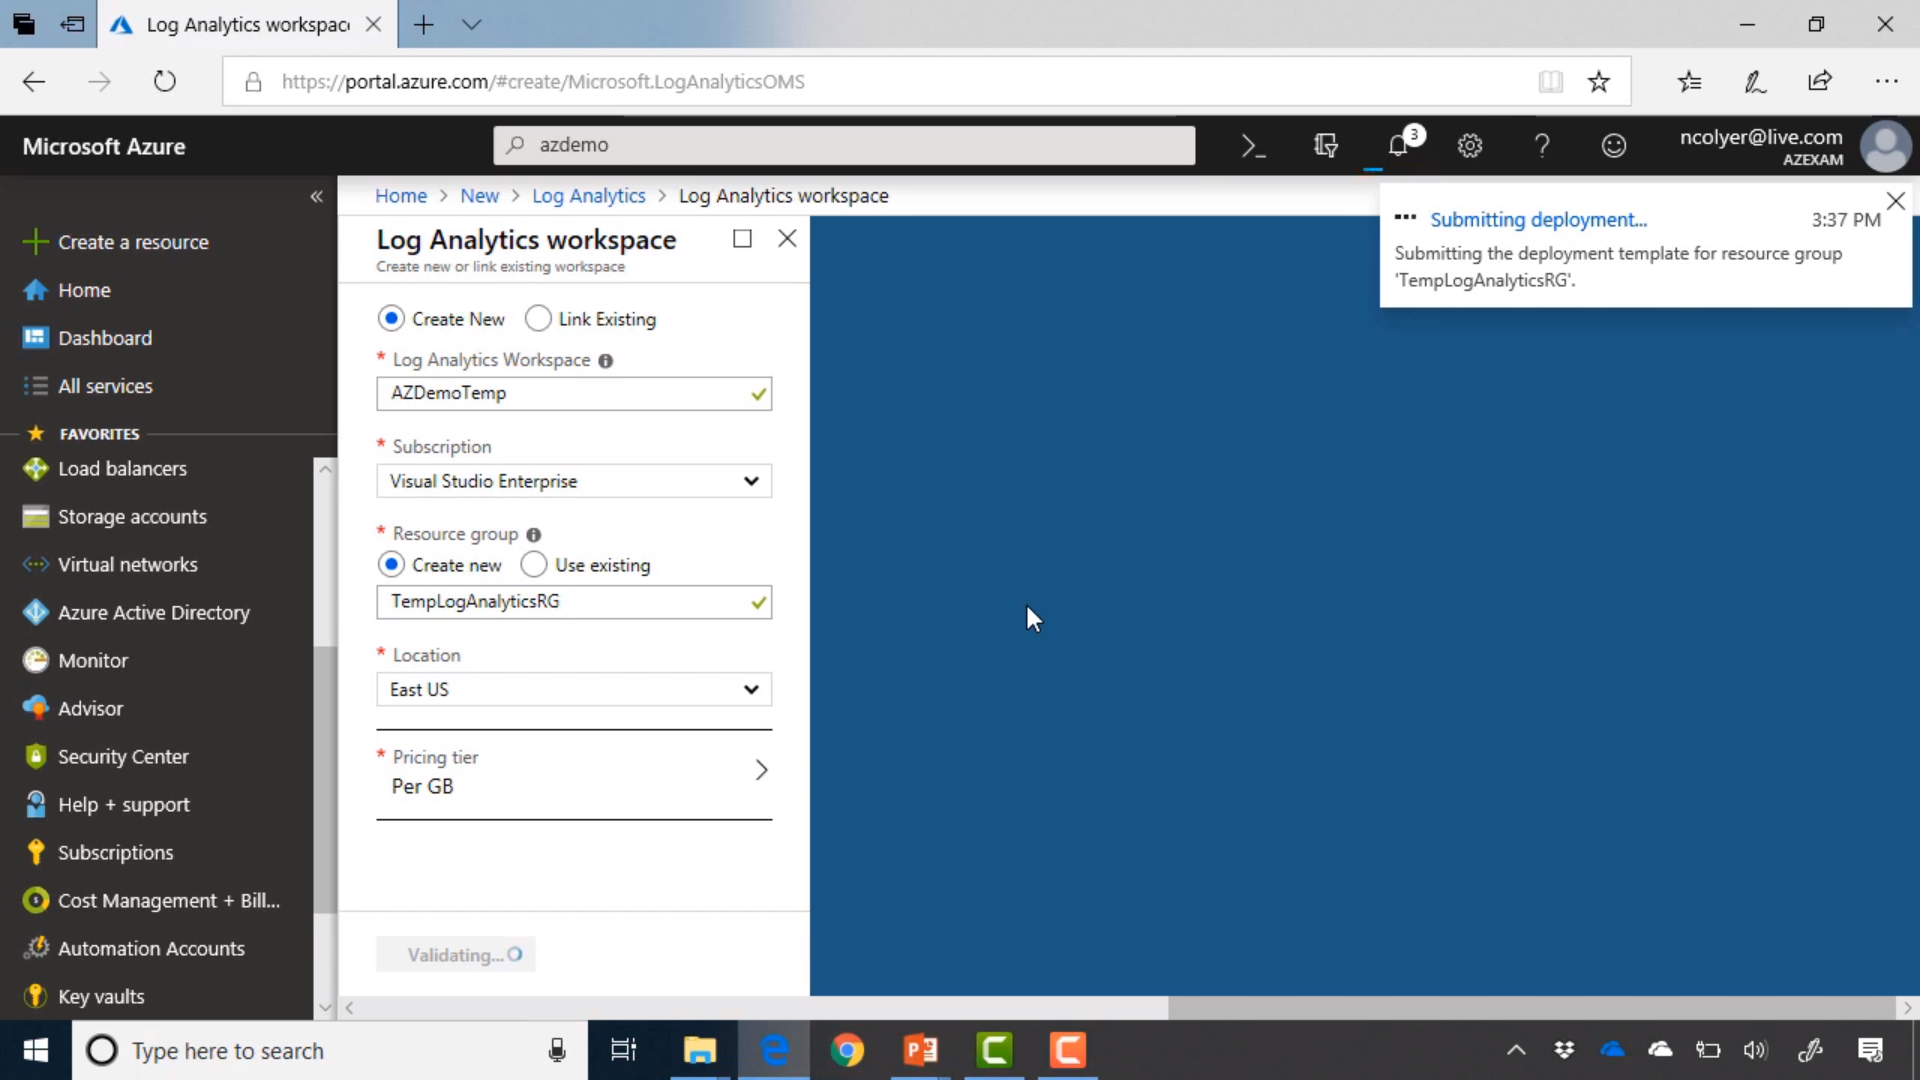 Log Analytics workspac
https://portal.azure.com/#create/Microsoft.LogAnalyticsOMS
Microsoft Azure
azdemo
3
ncolyer@live.com
AZEXAM
Create a resource
Home
Dashboard
All services
FAVORITES
Load balancers
Storage accounts
Virtual networks
Azure Active Directory
Monitor
Advisor
Security Center
Help + support
Subscriptions
Cost Management + Bill...
Automation Accounts
Key vaults
Home > New > Log Analytics > Log Analytics workspace
Log Analytics workspace
Create new or link existing workspace
Create New Link Existing
* Log Analytics Workspace
AZDemoTemp
* Subscription
Visual Studio Enterprise
* Resource group
Create new Use existing
TempLogAnalyticsRG
* Location
East US
* Pricing tier
Per GB
Validating...
Submitting deployment... 3:37 PM
Submitting the deployment template for resource group
'TempLogAnalyticsRG'.
Type here to search